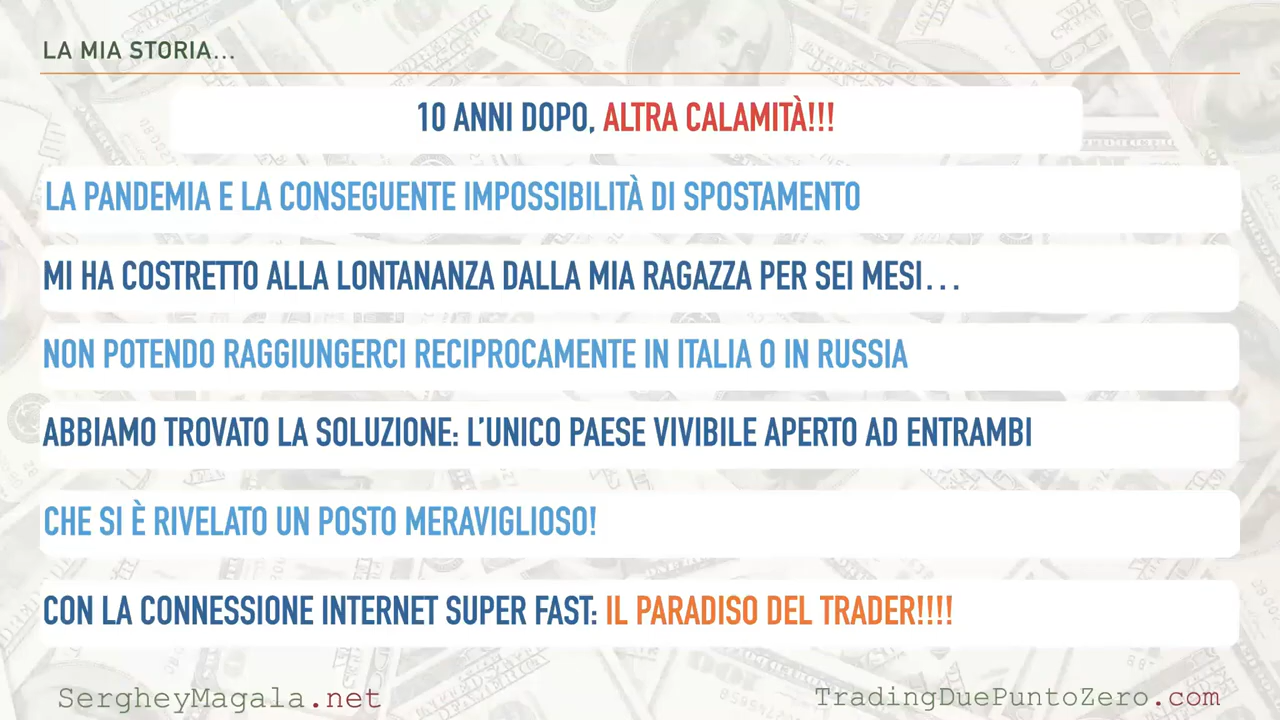 LA MIA STORIA...
10 ANNI DOPO, ALTRA CALAMITÀ!!!
LA PANDEMIA E LA CONSEGUENTE IMPOSSIBILITÀ DI SPOSTAMENTO
MI HA COSTRETTO ALLA LONTANANZA DALLA MIA RAGAZZA PER SEI MESI...
NON POTENDO RAGGIUNGERCI RECIPROCAMENTE IN ITALIA O IN RUSSIA
ABBIAMO TROVATO LA SOLUZIONE: L’UNICO PAESE VIVIBILE APERTO AD ENTRAMBI
CHE SI È RIVELATO UN POSTO MERAVIGLIOSO!
CON LA CONNESSIONE INTERNET SUPER FAST: IL PARADISO DEL TRADER!!!!
SergheyMagala.net
TradingDuePuntoZero.com